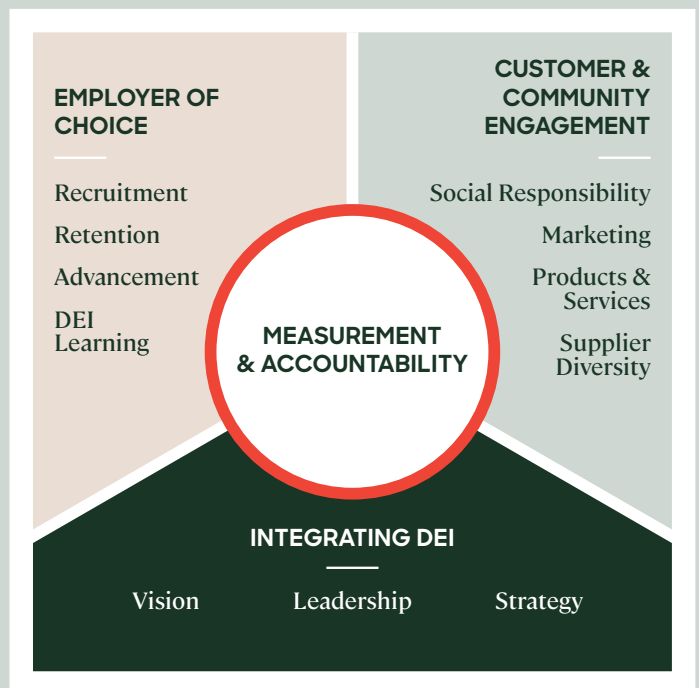 EMPLOYER OF
CHOICE
Recruitment
Retention
Advancement
DEI
Learning
CUSTOMER &
COMMUNITY
ENGAGEMENT
Social Responsibility
Marketing
Products &
Services
Supplier
Diversity
MEASUREMENT
& ACCOUNTABILITY
INTEGRATING DEI
Vision Leadership Strategy